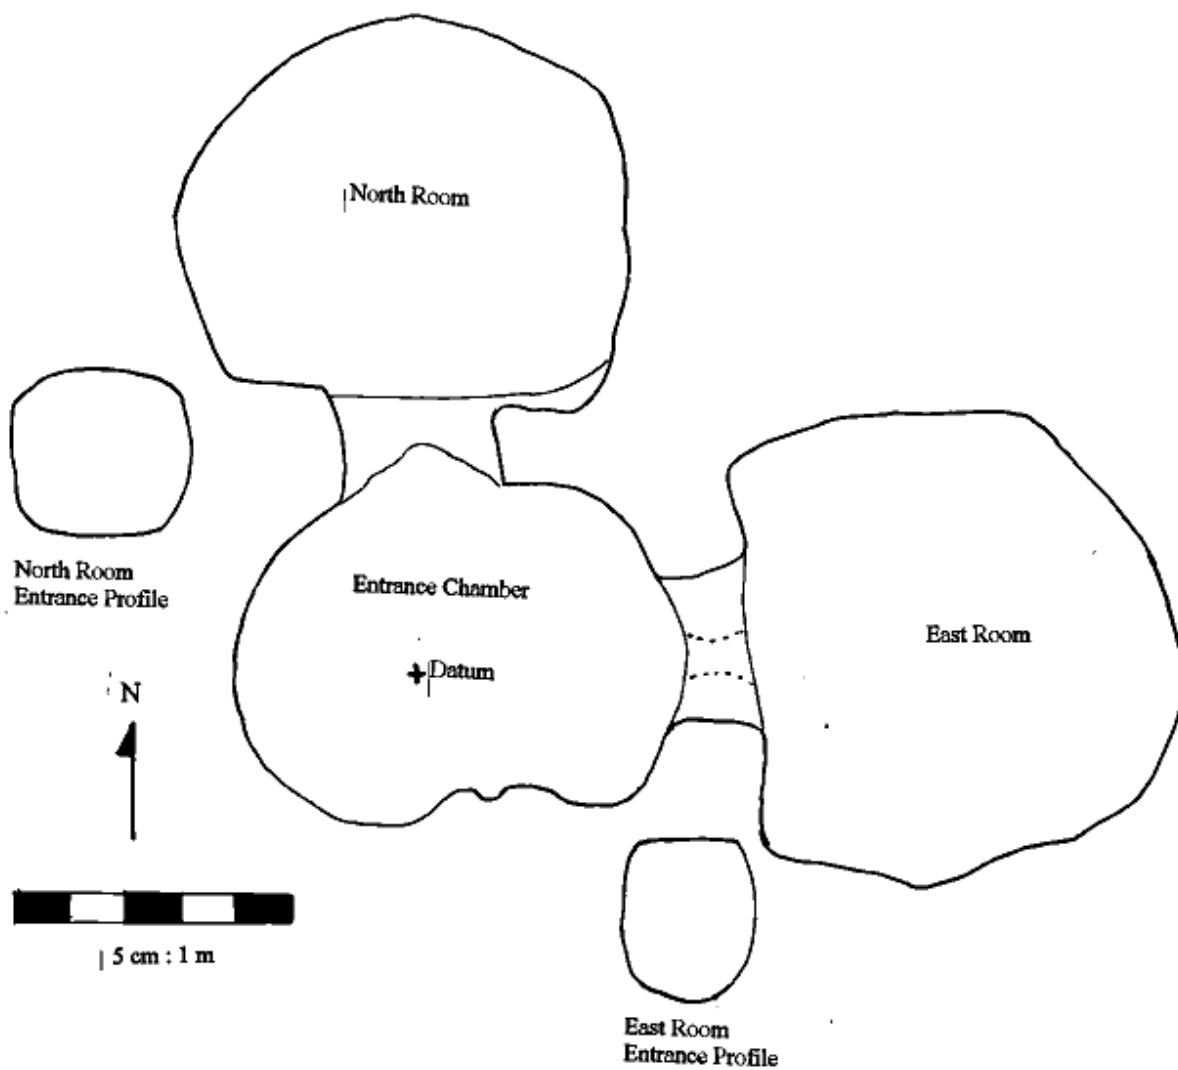 North Room
North Room
Entrance Profile
Entrance Chamber
East Room
Datum
N
5 cm : 1 m
East Room
Entrance Profile